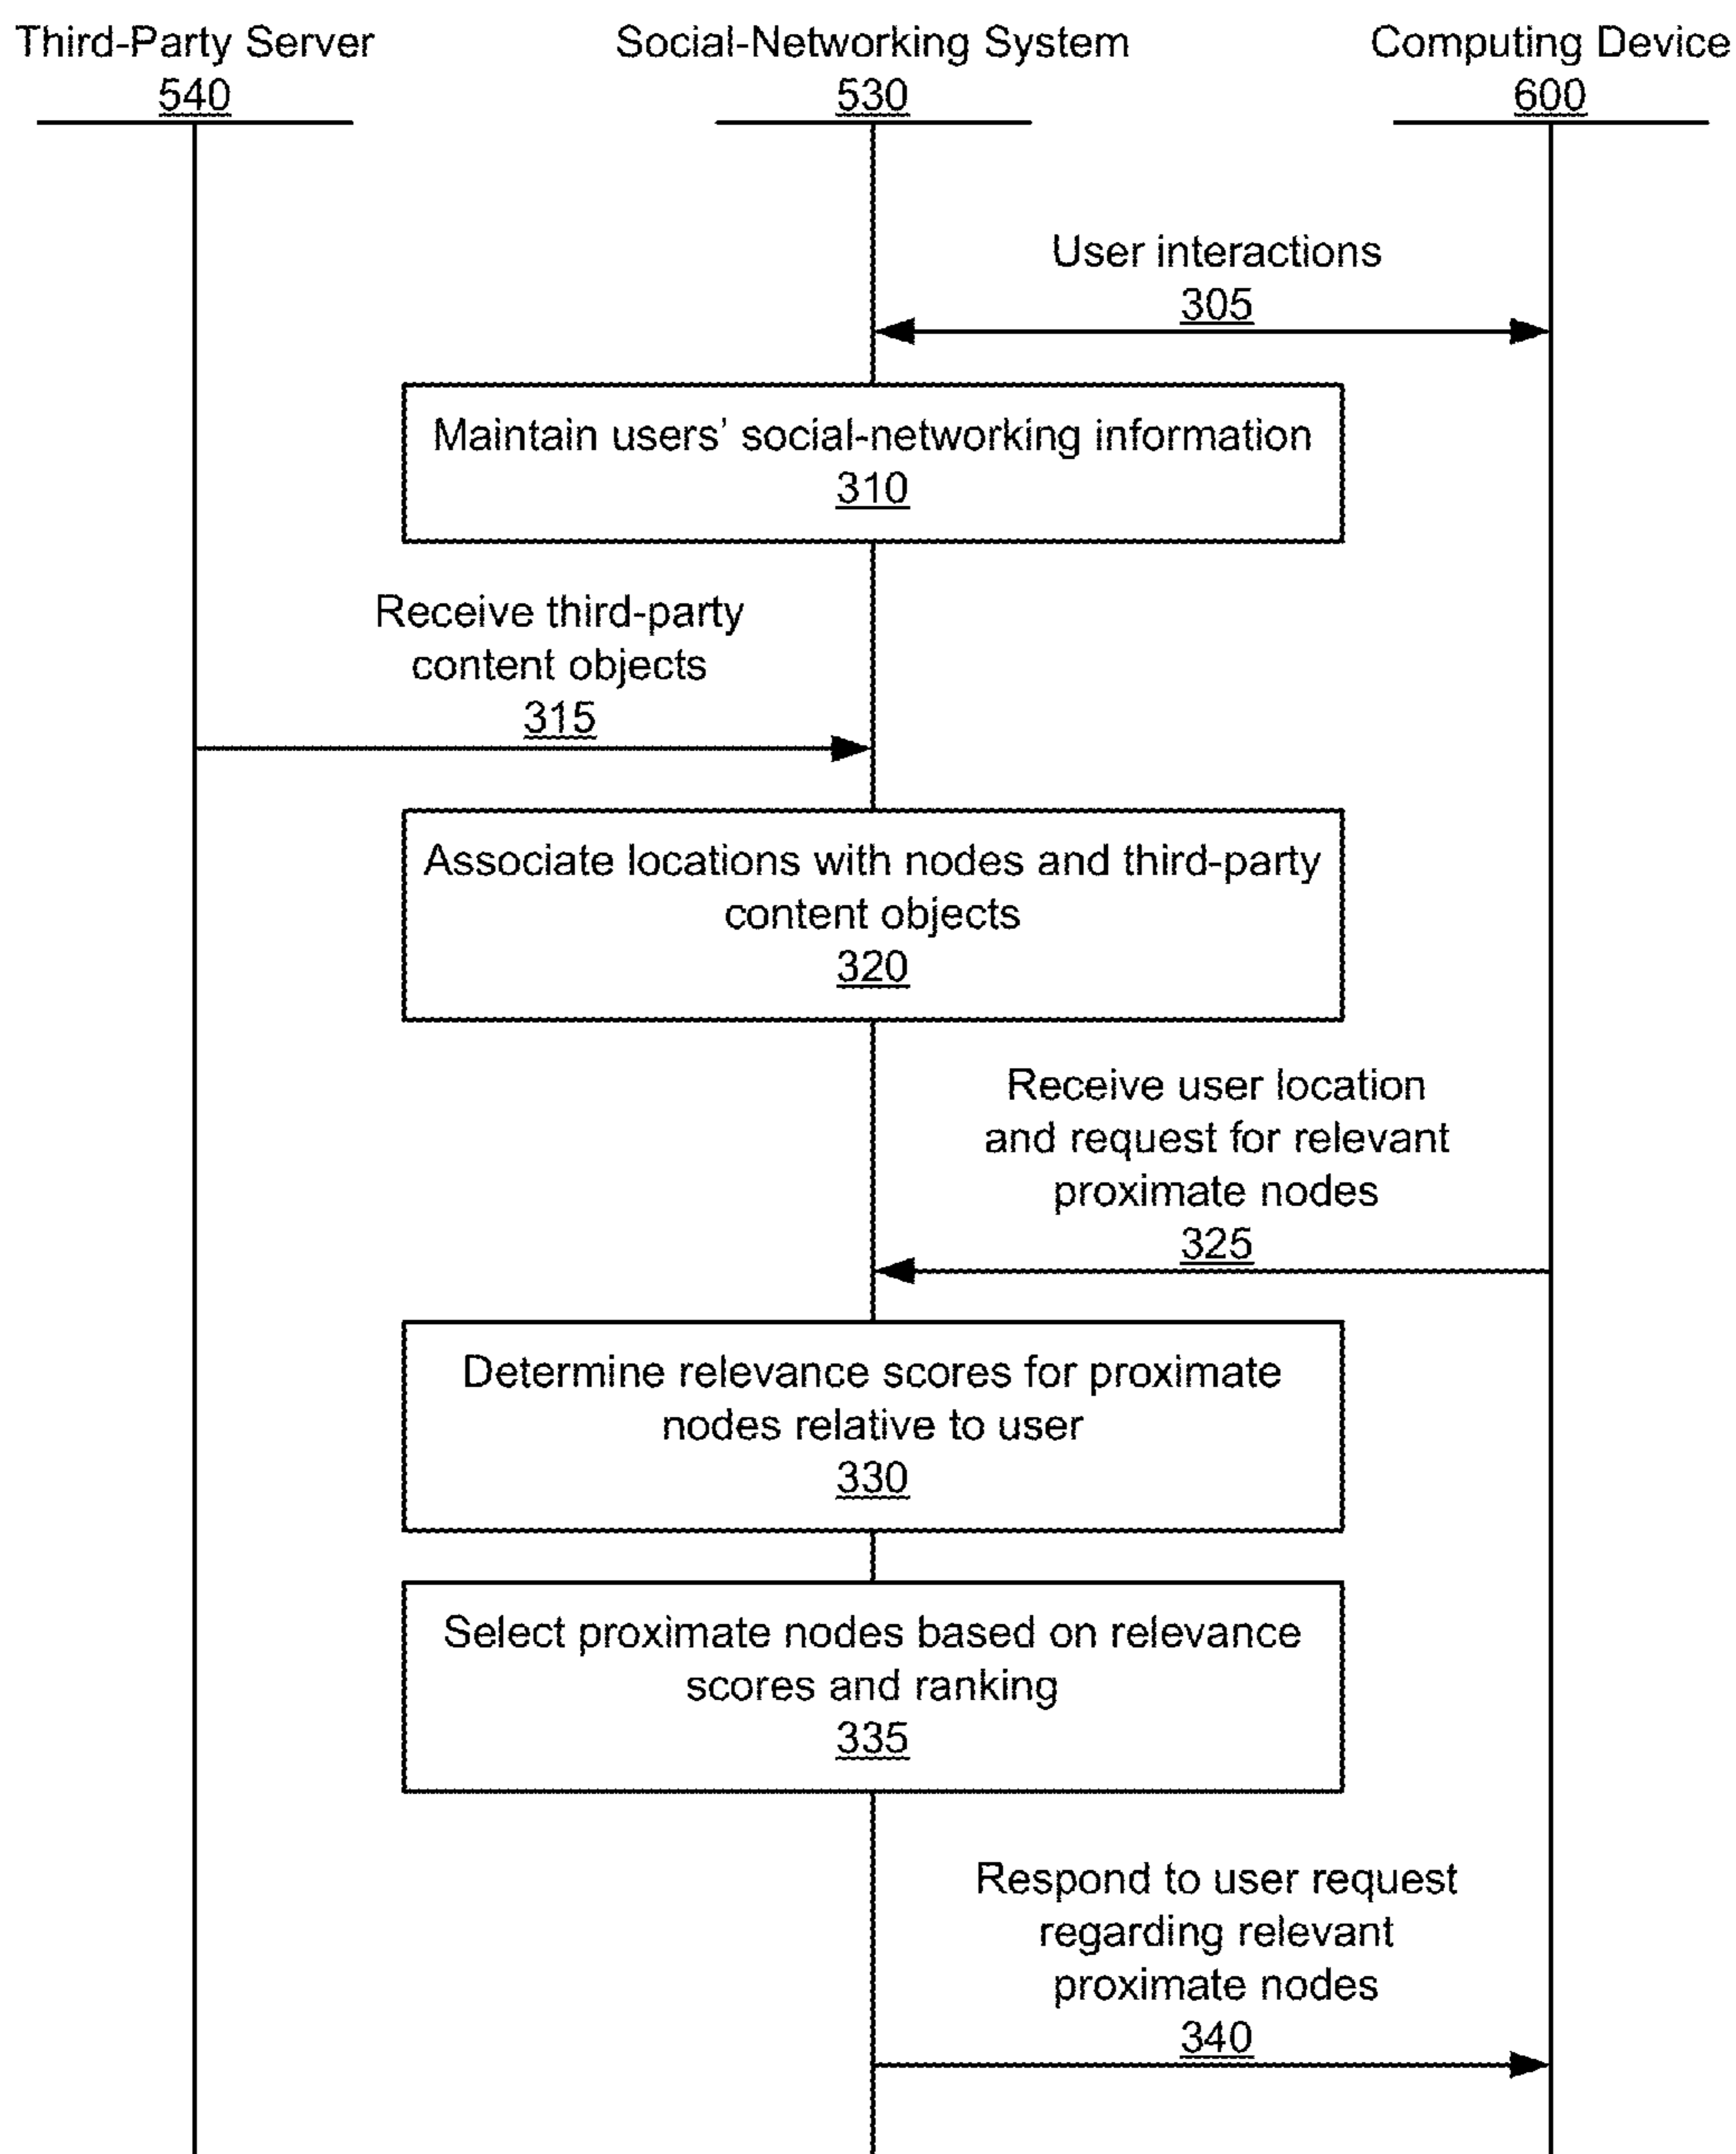 Third-Party Server
540
Social-Networking System
530
Computing Device
600
User interactions
305
Maintain users’ social-networking information
310
Receive third-party
content objects
315
Associate locations with nodes and third-party
content objects
320
Receive user location
and request for relevant
proximate nodes
325
Determine relevance scores for proximate
nodes relative to user
330
Select proximate nodes based on relevance
scores and ranking
335
Respond to user request
regarding relevant
proximate nodes
340